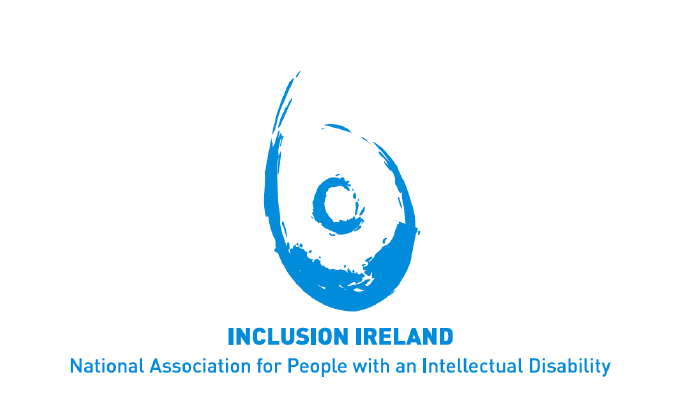 INCLUSION IRELAND
National Association for People with an Intellectual Disability